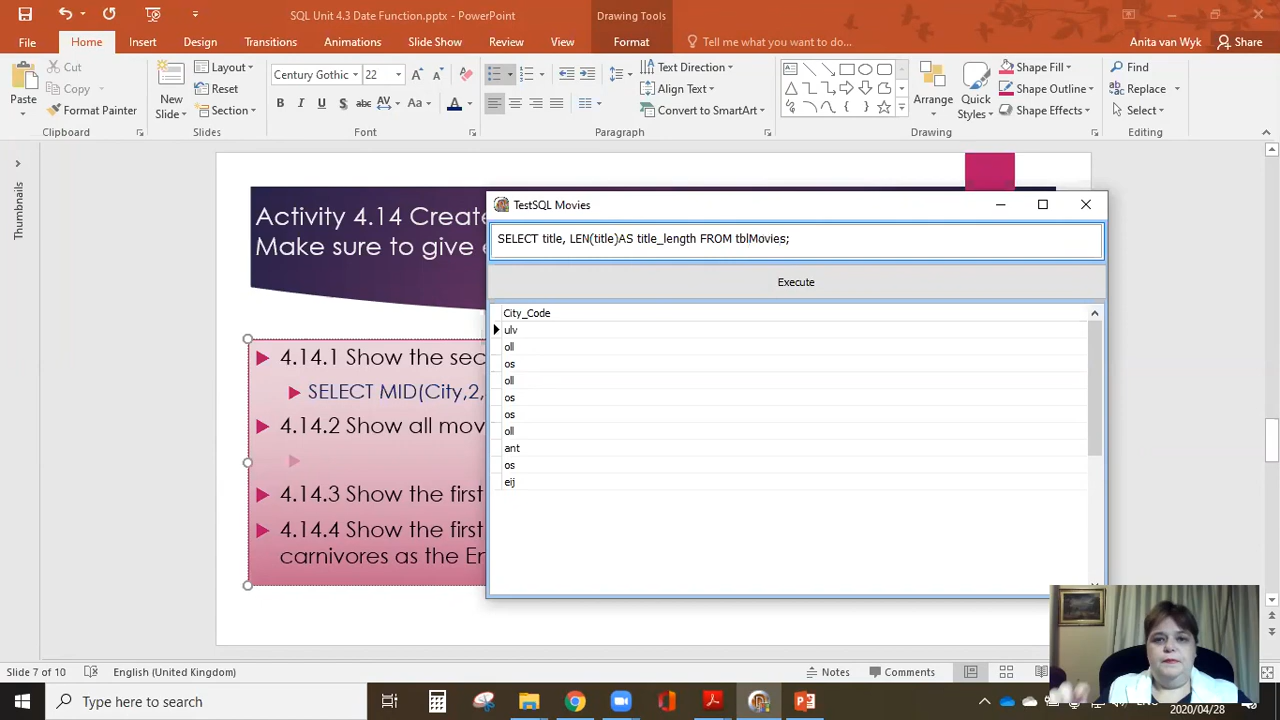 SQL Unit 4.3 Date Function.pptx - PowerPoint
Drawing Tools
File
Home
Insert
Design
Transitions
Animations
Slide Show
Review
View
Format
Tell me what you want to do...
Anita van Wyk
Share
Paste
Cut
Copy
Format Painter
Clipboard
New
Slide
Layout
Reset
Section
Slides
Century Gothic
22
B I U S abc AV Aa A
Font
Text Direction
Align Text
Convert to SmartArt
Paragraph
Arrange
Quick
Styles
Shape Fill
Shape Outline
Shape Effects
Drawing
Find
Replace
Select
Editing
Thumbnails
Activity 4.14 Create
Make sure to give e
4.14.1 Show the sec
SELECT MID(City,2,
4.14.2 Show all mov
4.14.3 Show the first
4.14.4 Show the first
carnivores as the En
TestSQL Movies
SELECT title, LEN(title)AS title_length FROM tblMovies;
Execute
City_Code
ulv
oll
os
oll
os
os
oll
ant
os
eij
Slide 7 of 10
English (United Kingdom)
Notes
Comments
Type here to search
2020/04/28